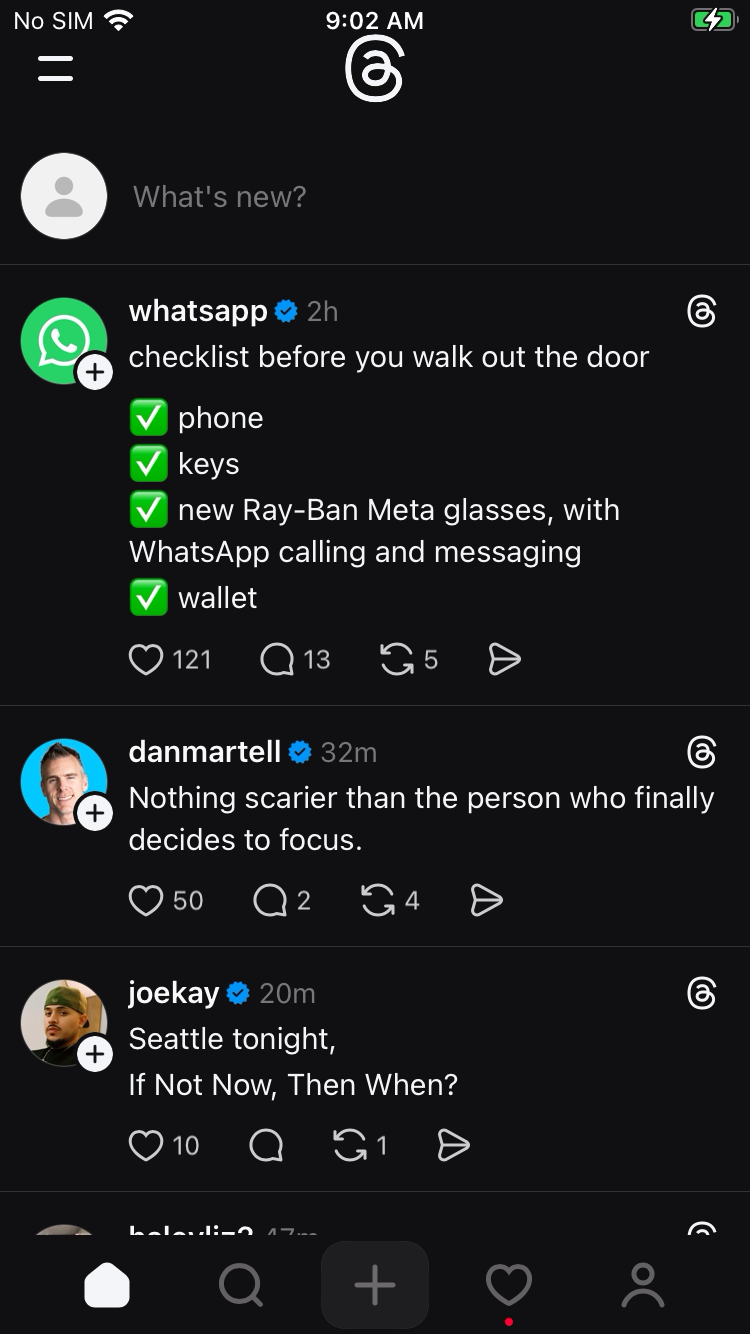 No SIM 9:02 AM
What's new?
whatsapp 2h
checklist before you walk out the door
✅ phone
✅ keys
✅ new Ray-Ban Meta glasses, with
WhatsApp calling and messaging
✅ wallet
121 13 5
danmartell 32m
Nothing scarier than the person who finally
decides to focus.
50 2 4
joekay 20m
Seattle tonight,
If Not Now, Then When?
10 1
47m